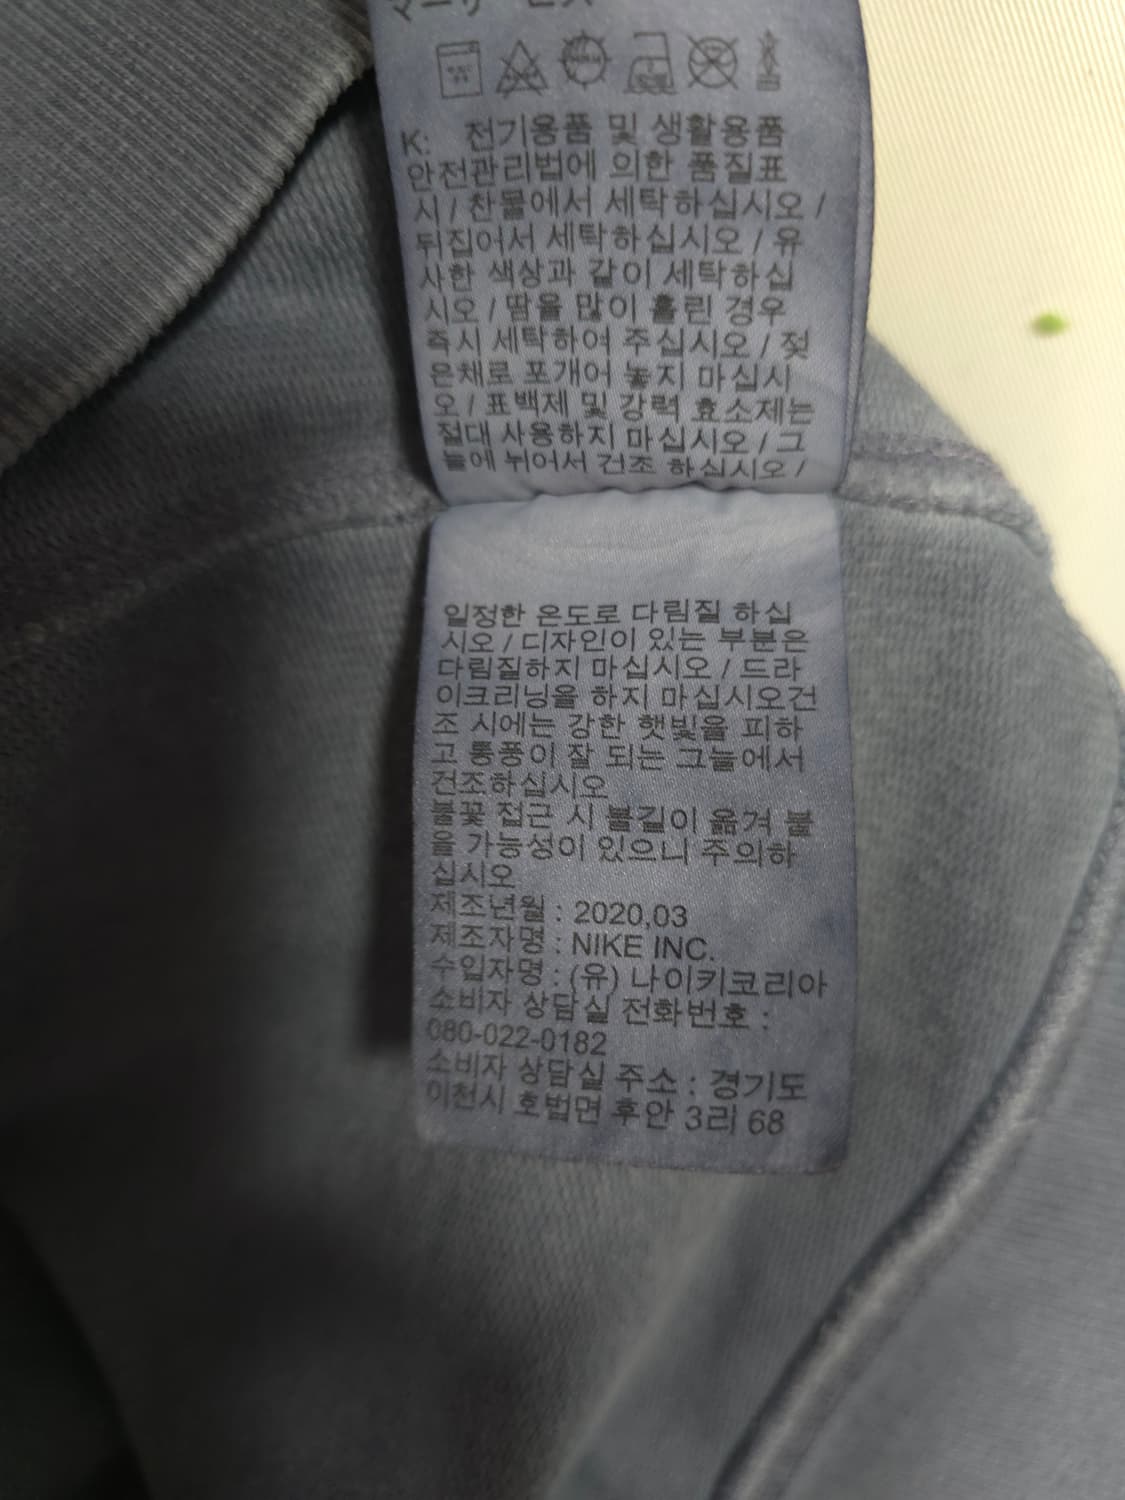 K: 전기용품 및 생활용품
안전관리법에 의한 품질표
시 / 찬물에서 세탁하십시오 /
뒤집어서 세탁하십시오 / 유
사한 색상과 같이 세탁하십
시오 / 땀을 많이 흘린 경우
즉시 세탁하여 주십시오 / 젖
은채로 포개어 놓지 마십시
오 / 표백제 및 강력 효소제는
절대 사용하지 마십시오 / 그
늘에 뉘어서 건조 하십시오 /
일정한 온도로 다림질 하십
시오 / 디자인이 있는 부분은
다림질하지 마십시오 / 드라
이크리닝을 하지 마십시오건
조 시에는 강한 햇빛을 피하
고 통풍이 잘 되는 그늘에서
건조하십시오
불꽃 접근 시 불길이 옮겨 붙
을 가능성이 있으니 주의하
십시오
제조년월 : 2020,03
제조자명 : NIKE INC.
수입자명 : (유) 나이키코리아
소비자 상담실 전화번호 :
080-022-0182
소비자 상담실 주소 : 경기도
이천시 호법면 후안 3리 68